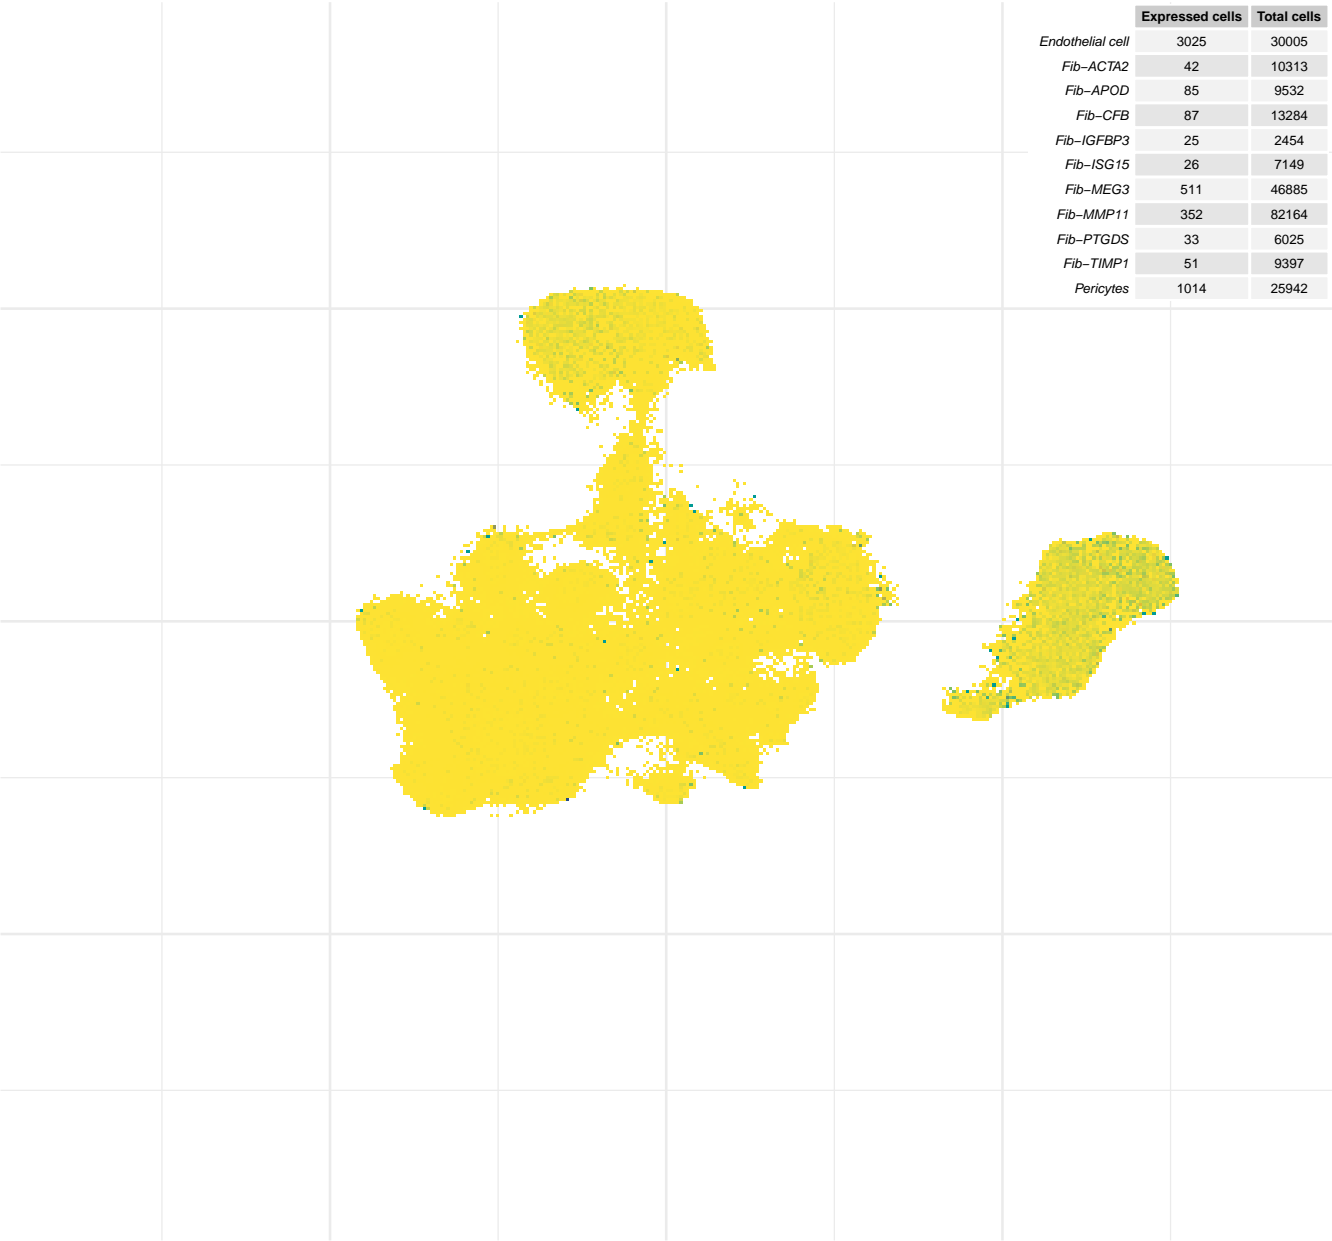 Expressed cells Total cells
Endothelial cell 3025 30005
Fib−ACTA2 42 10313
Fib−APOD 85 9532
Fib−CFB 87 13284
Fib−IGFBP3 25 2454
Fib−ISG15 26 7149
Fib−MEG3 511 46885
Fib−MMP11 352 82164
Fib−PTGDS 33 6025
Fib−TIMP1 51 9397
Pericytes 1014 25942